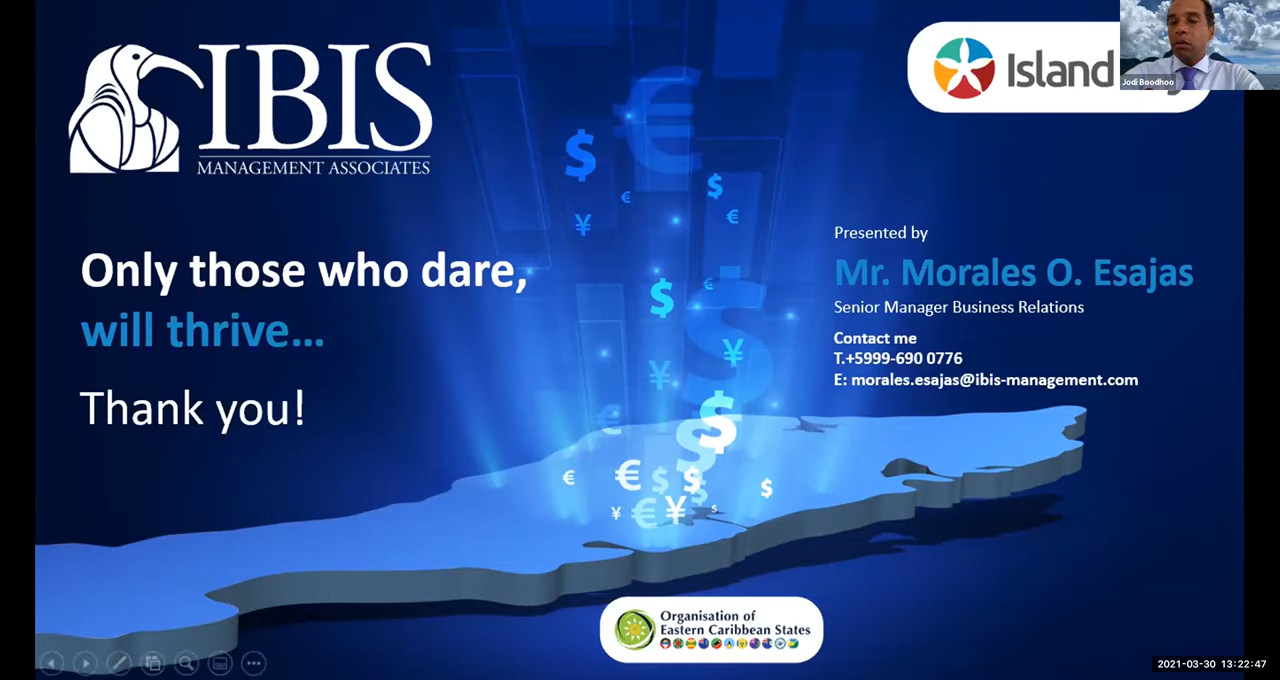 IBIS
MANAGEMENT ASSOCIATES
Island
Jodi Boodhoo
Only those who dare,
will thrive...
Thank you!
Presented by
Mr. Morales O. Esajas
Senior Manager Business Relations
Contact me
T.+5999-690 0776
E: morales.esajas@ibis-management.com
Organisation of
Eastern Caribbean States
2021-03-30 13:22:47